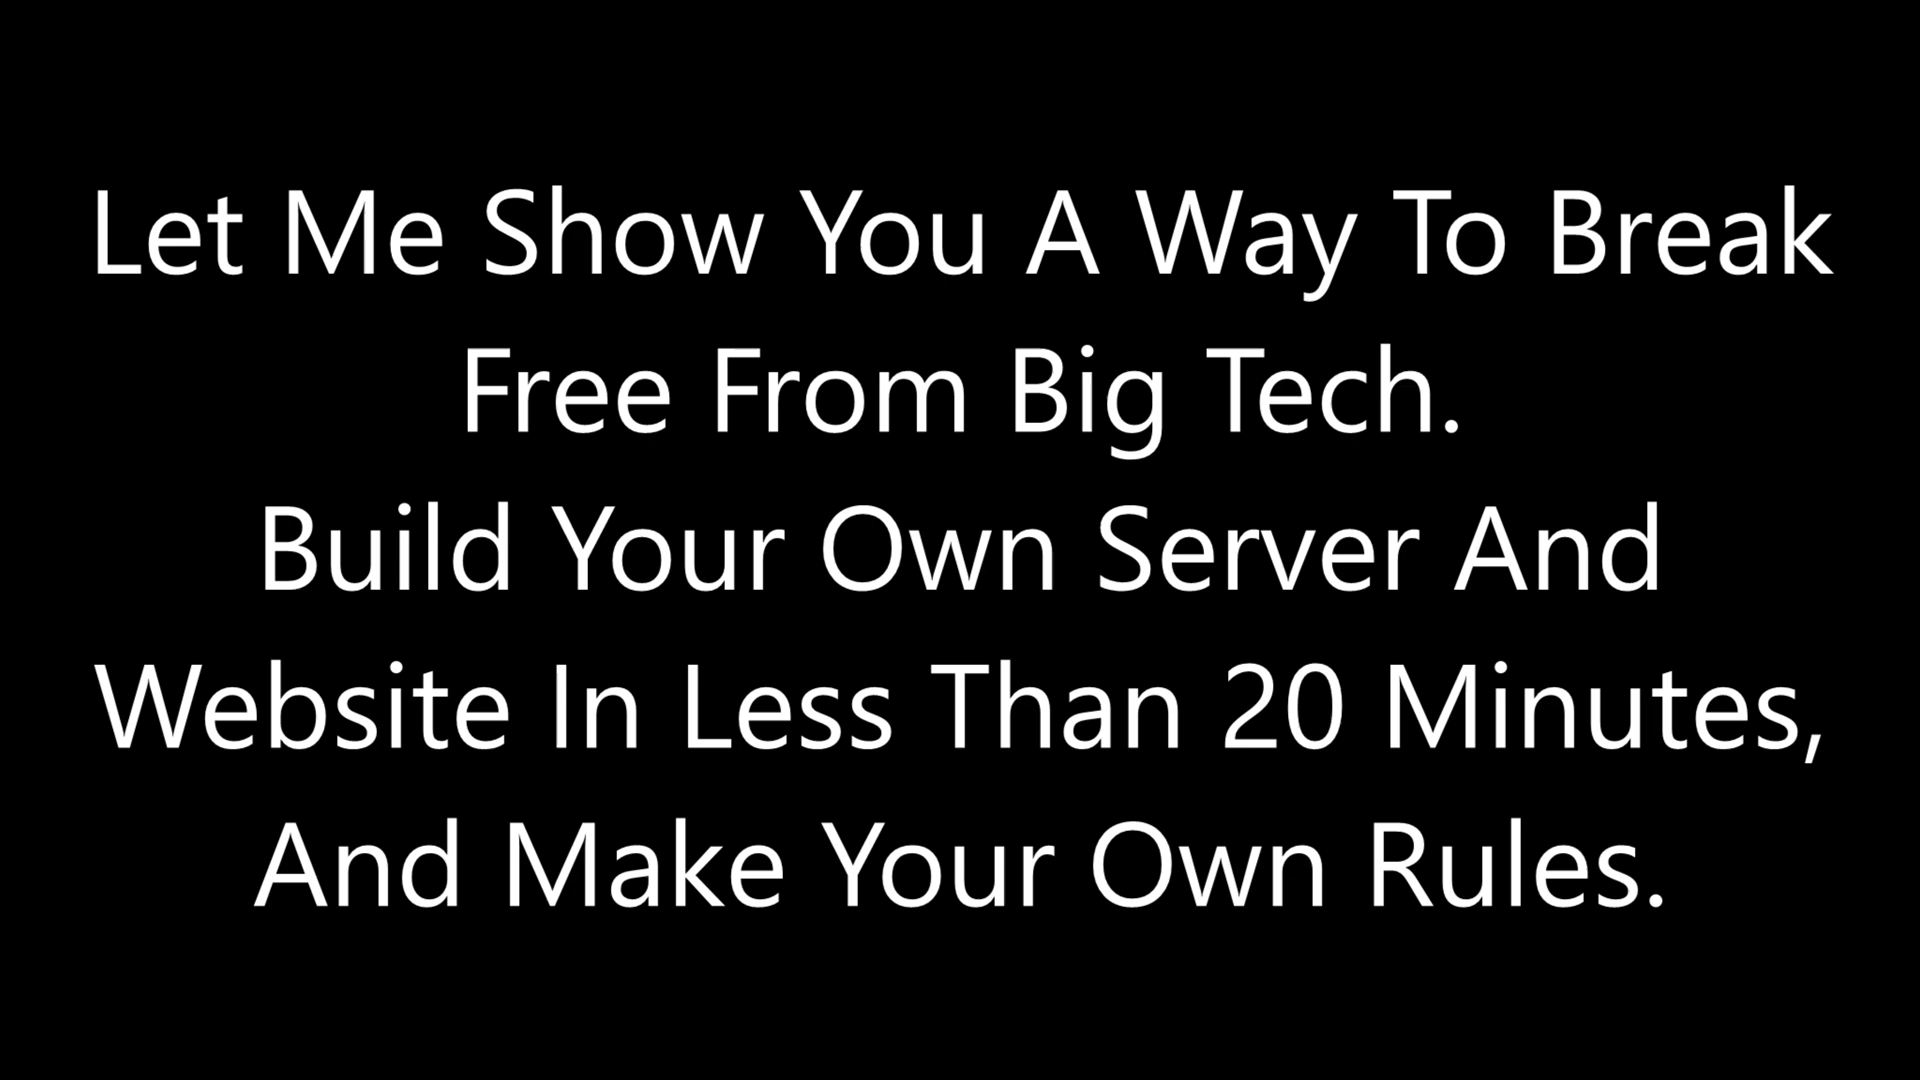 Let Me Show You A Way To Break
Free From Big Tech.
Build Your Own Server And
Website In Less Than 20 Minutes,
And Make Your Own Rules.